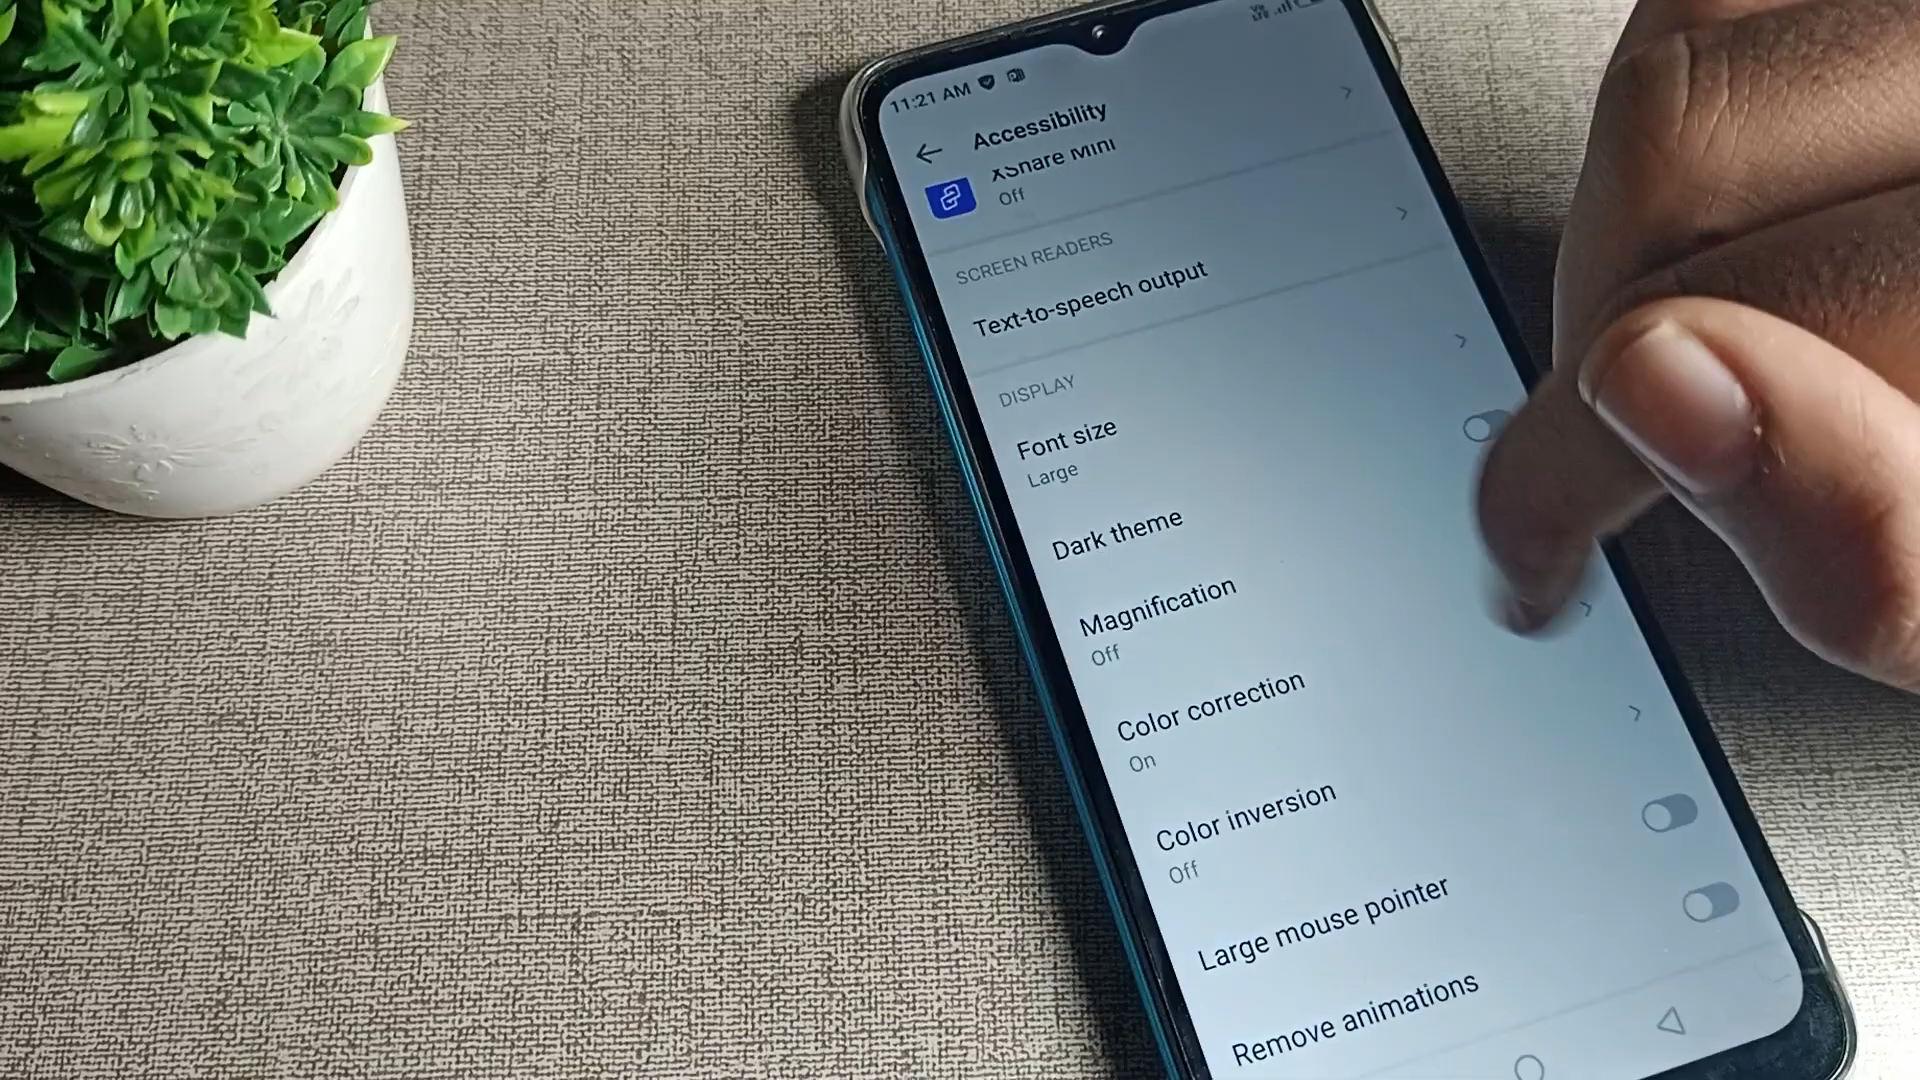 11:21 AM
Accessibility
XShare Mini
Off
SCREEN READERS
Text-to-speech output
DISPLAY
Font size
Large
Dark theme
Magnification
Off
Color correction
On
Color inversion
Off
Large mouse pointer
Remove animations